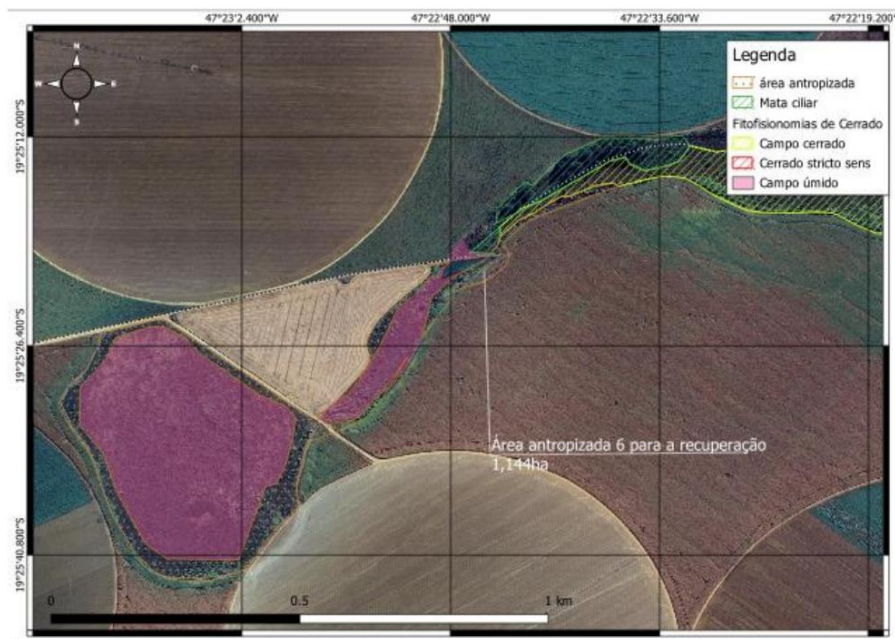 47°23'2.400"W 47°22'48.000"W 47°22'33.600"W 47°22'19.200"
19°25'12.000"S
19°25'26.400"S
19°25'40.800"S
N
W E
S
Legenda
área antropizada
Mata ciliar
Fitofisionomias de Cerrado
Campo cerrado
Cerrado stricto sens
Campo úmido
Área antropizada 6 para a recuperação
1,144ha
0 0.5 1 km